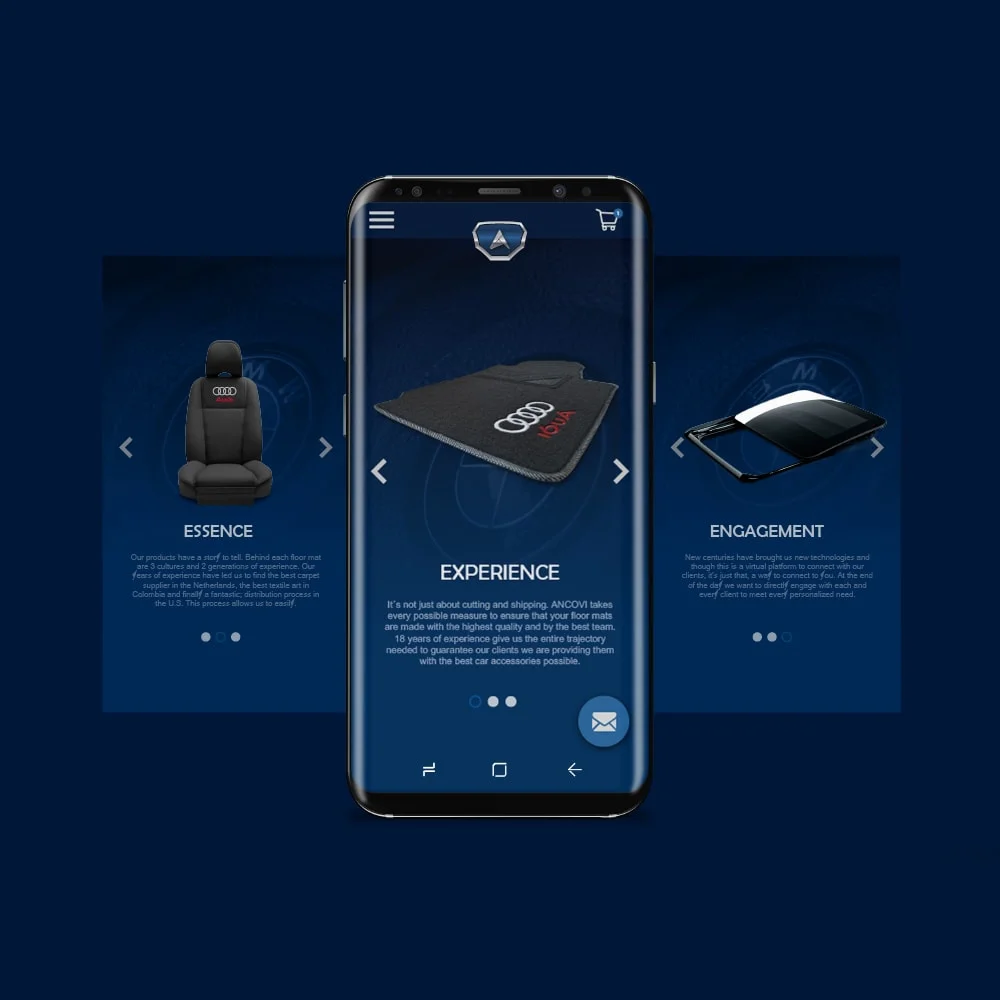 1
Audi
ESSENCE
Our products have a story to tell. Behind each floor mat
are 3 cultures and 2 generations of experience. Our
years of experience have led us to find the best carpet
supplier in the Netherlands, the best textile art in
Colombia and finally a fantastic; distribution process in
the U.S. This process allows us to easily.
AUDI
EXPERIENCE
It´s not just about cutting and shipping. ANCOVI takes
every possible measure to ensure that your floor mats
are made with the highest quality and by the best team.
18 years of experience give us the entire trajectory
needed to guarantee our clients we are providing them
with the best car accessories possible.
ENGAGEMENT
New centuries have brought us new technologies and
though this is a virtual platform to connect with our
clients, it's just that, a way to connect to you. At the end
of the day we want to directly engage with each and
every client to meet every personalized need.